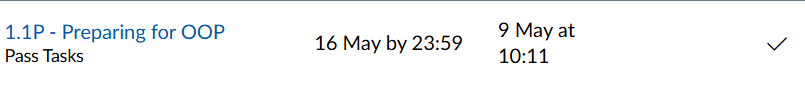 1.1P - Preparing for OOP
Pass Tasks
16 May by 23:59
9 May at
10:11